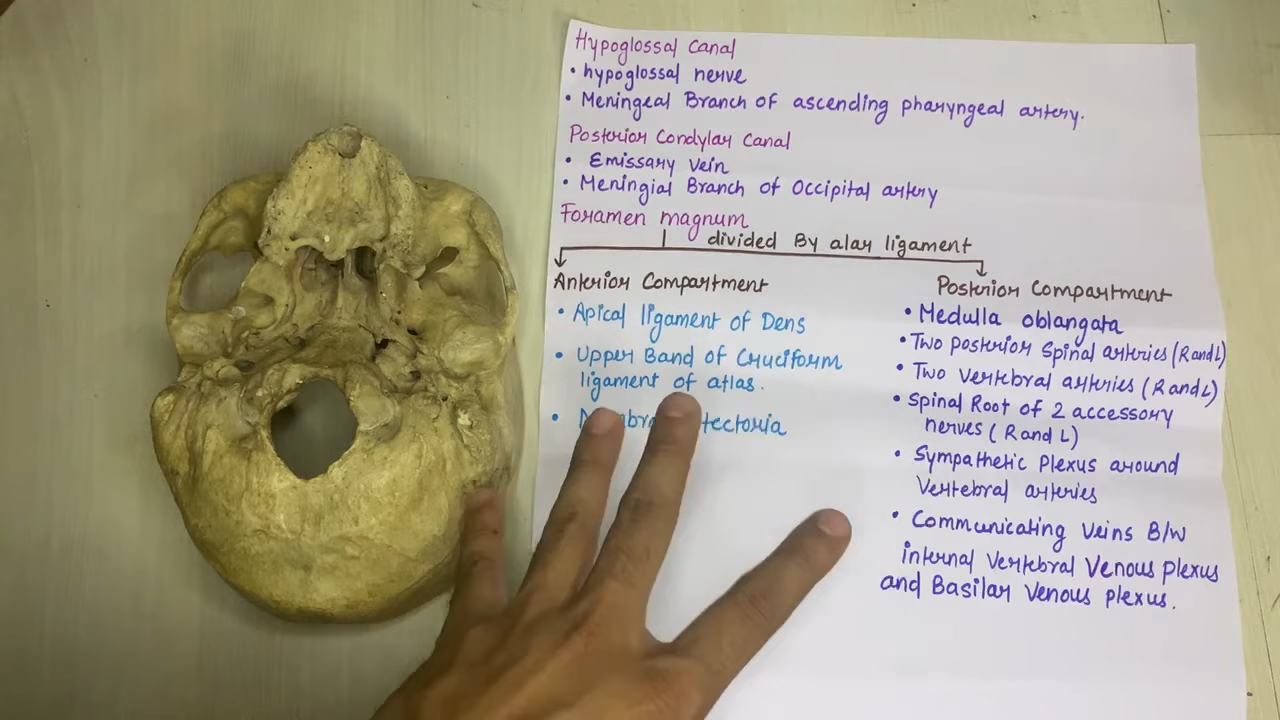 Hypoglossal Canal
• hypoglossal nerve
• Meningeal Branch of ascending pharyngeal artery.
Posterior Condylar Canal
• Emissary vein
• Meningial Branch of Occipital artery
Foramen magnum
divided By alar ligament
Anterior Compartment
• Apical ligament of Dens
• Upper Band of Cruciform
ligament of atlas.
• tectoria
Posterior Compartment
• Medulla oblangata
• Two posterior Spinal arteries (R and L)
• Two vertebral arteries (R and L)
• Spinal Root of 2 accessory
nerves (R and L)
• Sympathetic Plexus around
Vertebral arteries
• Communicating Veins B/W
internal Vertebral Venous plexus
and Basilar Venous plexus.